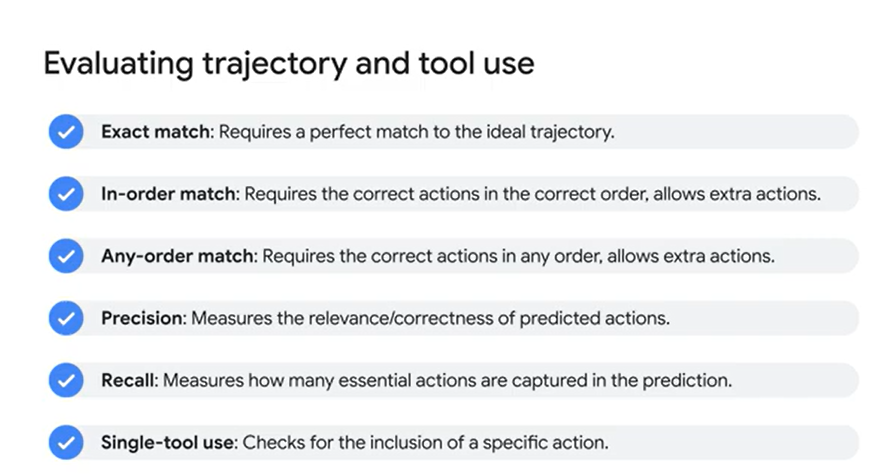 Evaluating trajectory and tool use
Exact match: Requires a perfect match to the ideal trajectory.
In-order match: Requires the correct actions in the correct order, allows extra actions.
Any-order match: Requires the correct actions in any order, allows extra actions.
Precision: Measures the relevance/correctness of predicted actions.
Recall: Measures how many essential actions are captured in the prediction.
Single-tool use: Checks for the inclusion of a specific action.